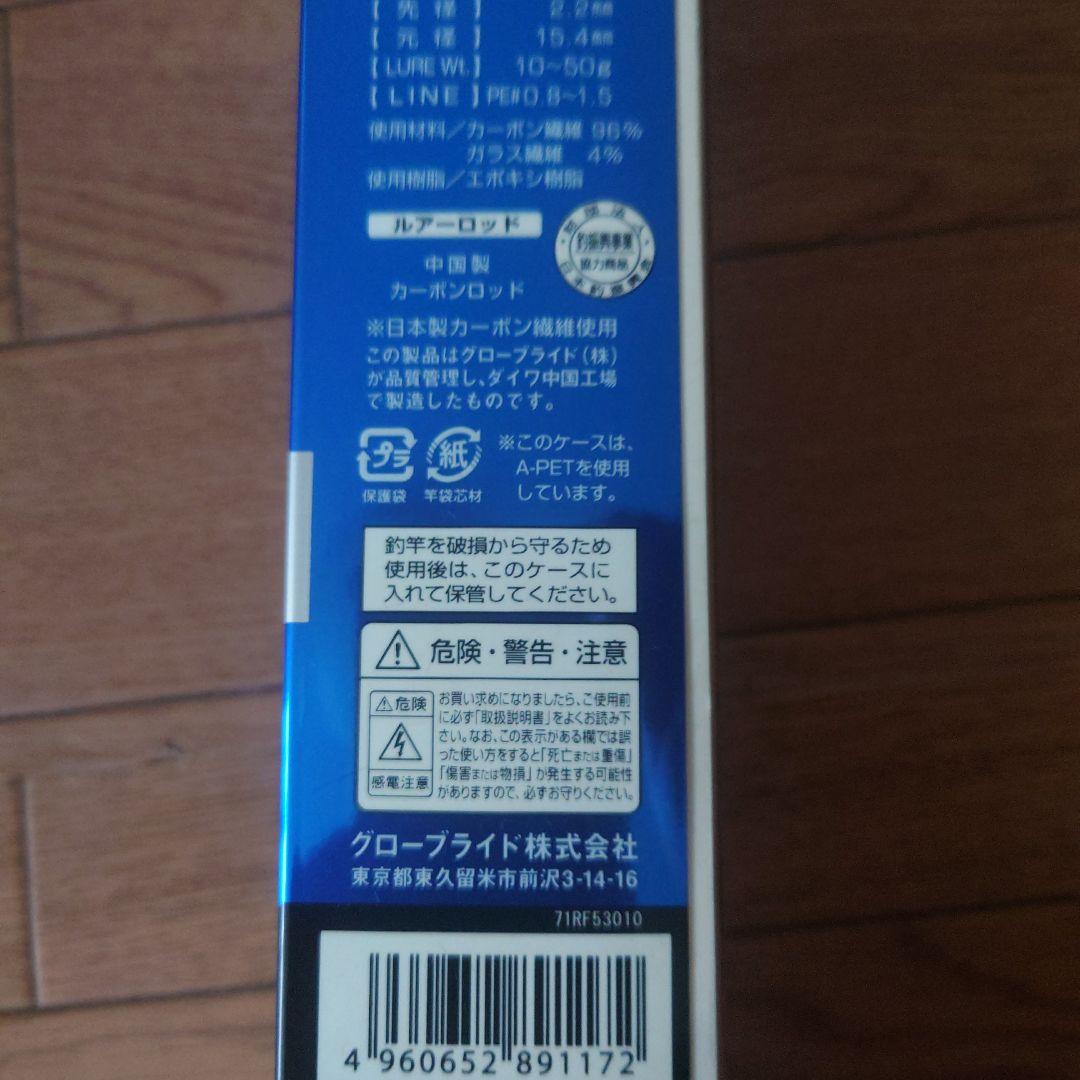 【先 径】 2.2mm
【元 径】 15.4mm
【LURE Wt.】 10~50g
【LINE】 PE#0.8~1.5
使用材料／カーボン繊維 96%
ガラス繊維 4%
使用樹脂／エポキシ樹脂
ルアーロッド
釣振興事業
協力商品
中国製
カーボンロッド
※日本製カーボン繊維使用
この製品はグローブライド(株)
が品質管理し、ダイワ中国工場
で製造したものです。
プラ
保護袋
紙
竿袋芯材
※このケースは、
A-PETを使用
しています。
釣竿を破損から守るため
使用後は、このケースに
入れて保管してください。
危険・警告・注意
危険
感電注意
お買い求めになりましたら、ご使用前
に必ず「取扱説明書」をよくお読み下
さい。なお、この表示がある欄では誤
った使い方をすると「死亡または重傷」
「傷害または物損」が発生する可能性
がありますので、必ずお守りください。
グローブライド株式会社
東京都東久留米市前沢3-14-16
71RF53010
4 960652 891172